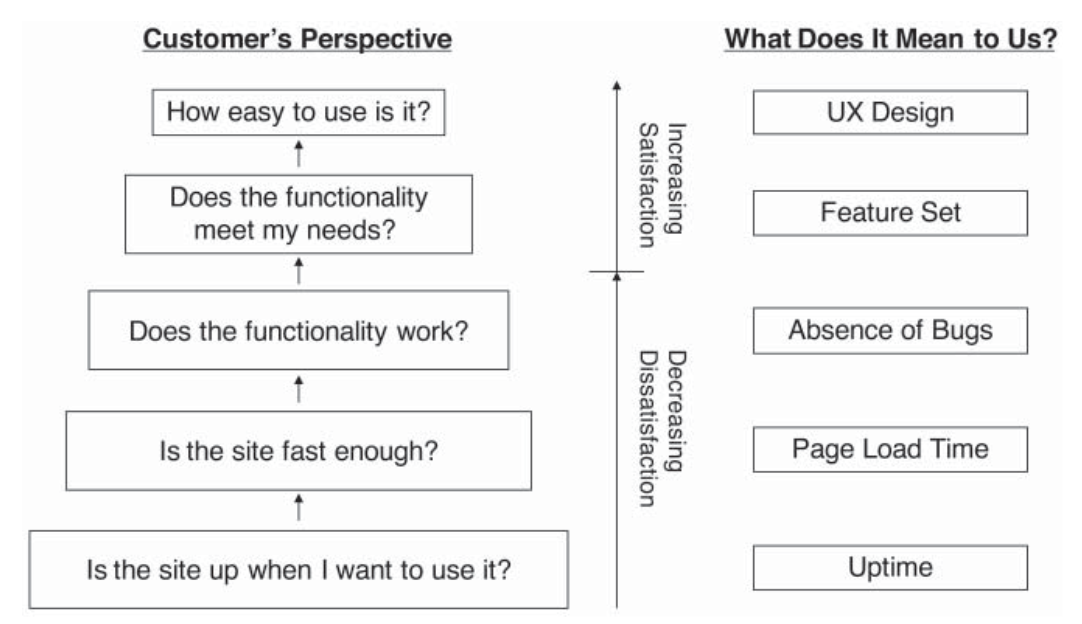 Customer's Perspective
What Does It Mean to Us?
How easy to use is it?
Does the functionality
meet my needs?
Does the functionality work?
Is the site fast enough?
Is the site up when I want to use it?
Increasing
Satisfaction
Decreasing
Dissatisfaction
UX Design
Feature Set
Absence of Bugs
Page Load Time
Uptime